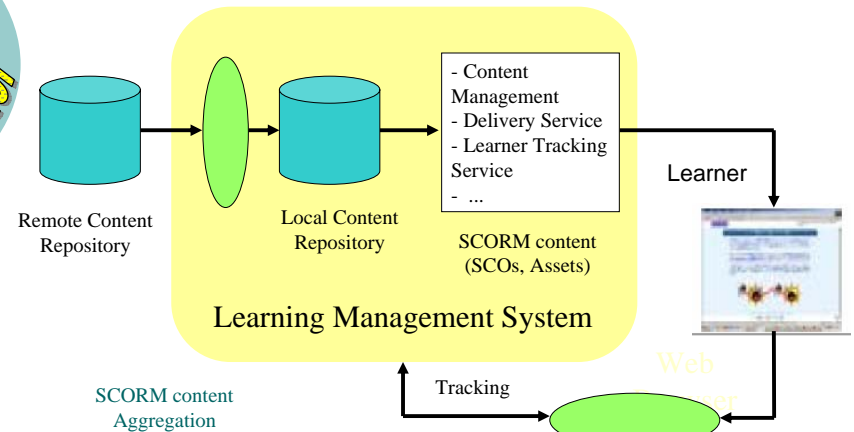 - Content
Management
- Delivery Service
- Learner Tracking
Service
- ...
Learner
Remote Content
Repository
Local Content
Repository
SCORM content
(SCOs, Assets)
Learning Management System
Web
Tracking
SCORM content
Aggregation